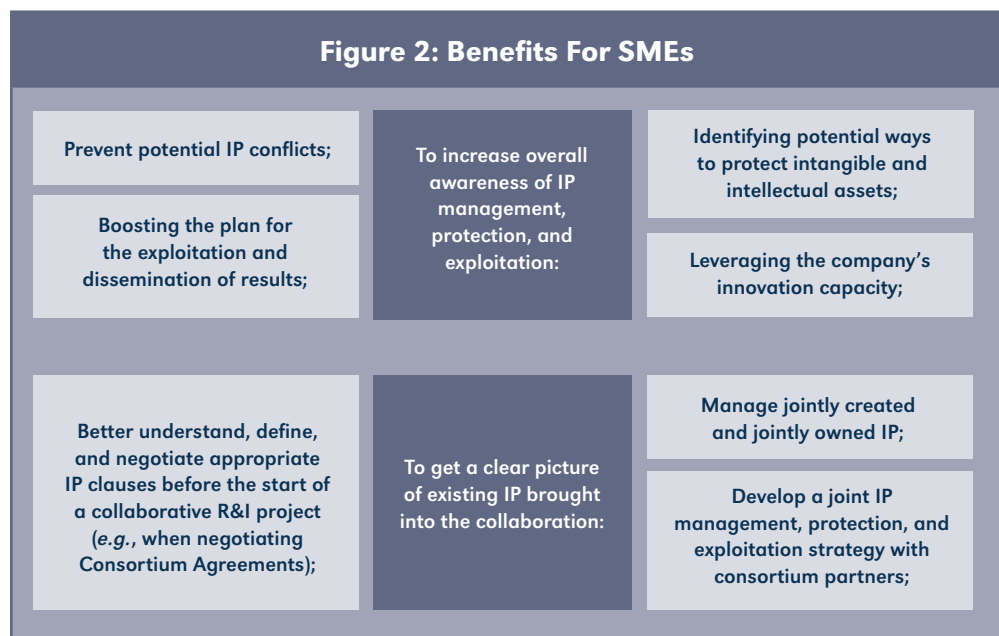 Figure 2: Benefits For SMEs
Prevent potential IP conflicts;
Boosting the plan for
the exploitation and
dissemination of results;
To increase overall
awareness of IP
management,
protection, and
exploitation:
Identifying potential ways
to protect intangible and
intellectual assets;
Leveraging the company's
innovation capacity;
Better understand, define,
and negotiate appropriate
IP clauses before the start of
a collaborative R&I project
(e.g., when negotiating
Consortium Agreements);
To get a clear picture
of existing IP brought
into the collaboration:
Manage jointly created
and jointly owned IP;
Develop a joint IP
management, protection, and
exploitation strategy with
consortium partners;